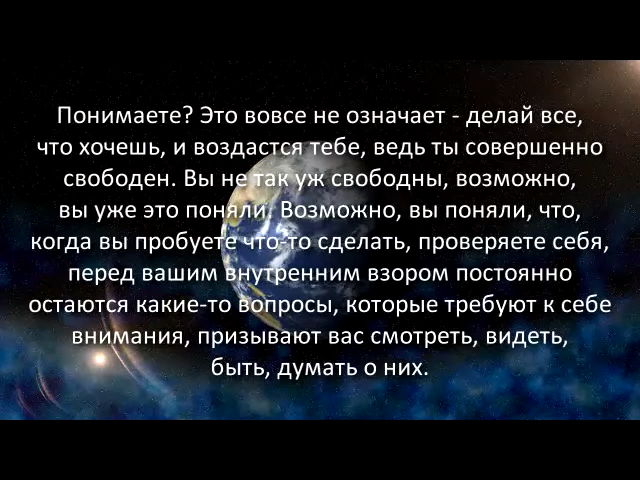 Понимаете? Это вовсе не означает - делай все,
что хочешь, и воздастся тебе, ведь ты совершенно
свободен. Вы не так уж свободны, возможно,
вы уже это поняли. Возможно, вы поняли, что,
когда вы пробуете что-то сделать, проверяете себя,
перед вашим внутренним взором постоянно
остаются какие-то вопросы, которые требуют к себе
внимания, призывают вас смотреть, видеть,
быть, думать о них.